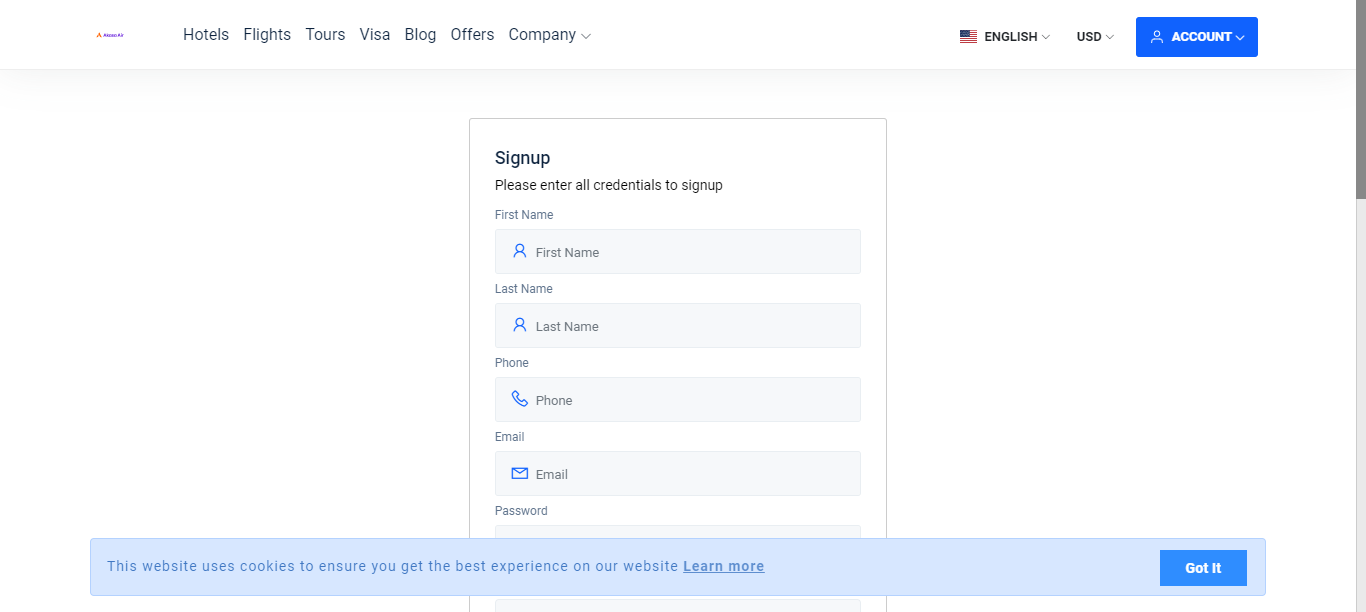 Akasa Air
Hotels Flights Tours Visa Blog Offers Company
ENGLISH USD ACCOUNT
Signup
Please enter all credentials to signup
First Name
First Name
Last Name
Last Name
Phone
Phone
Email
Email
Password
This website uses cookies to ensure you get the best experience on our website Learn more
Got It